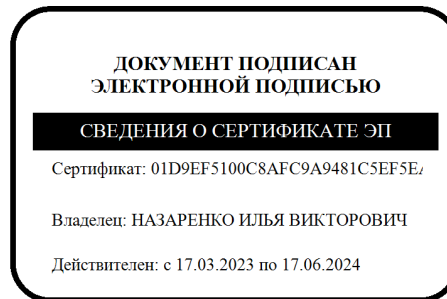 ДОКУМЕНТ ПОДПИСАН
ЭЛЕКТРОННОЙ ПОДПИСЬЮ
СВЕДЕНИЯ О СЕРТИФИКАТЕ ЭП
Сертификат: 01D9EF5100C8AFC9A9481C5EF5EA
Владелец: НАЗАРЕНКО ИЛЬЯ ВИКТОРОВИЧ
Действителен: с 17.03.2023 по 17.06.2024